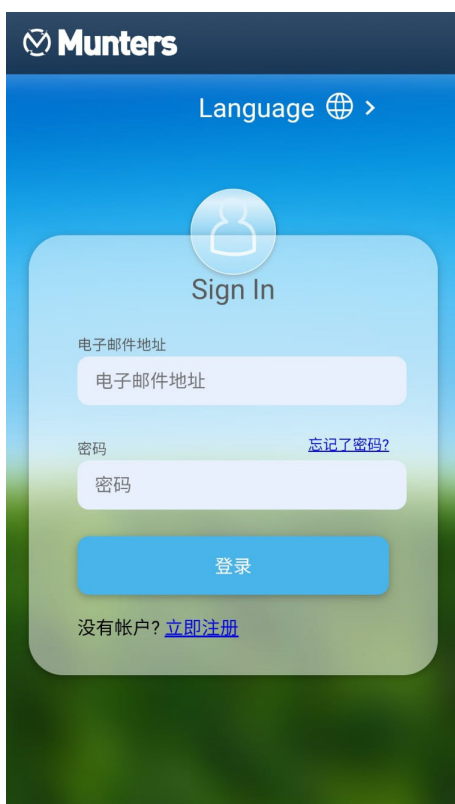 Munters
Language >
Sign In
电子邮件地址
电子邮件地址
密码 忘记了密码?
密码
登录
没有帐户? 立即注册